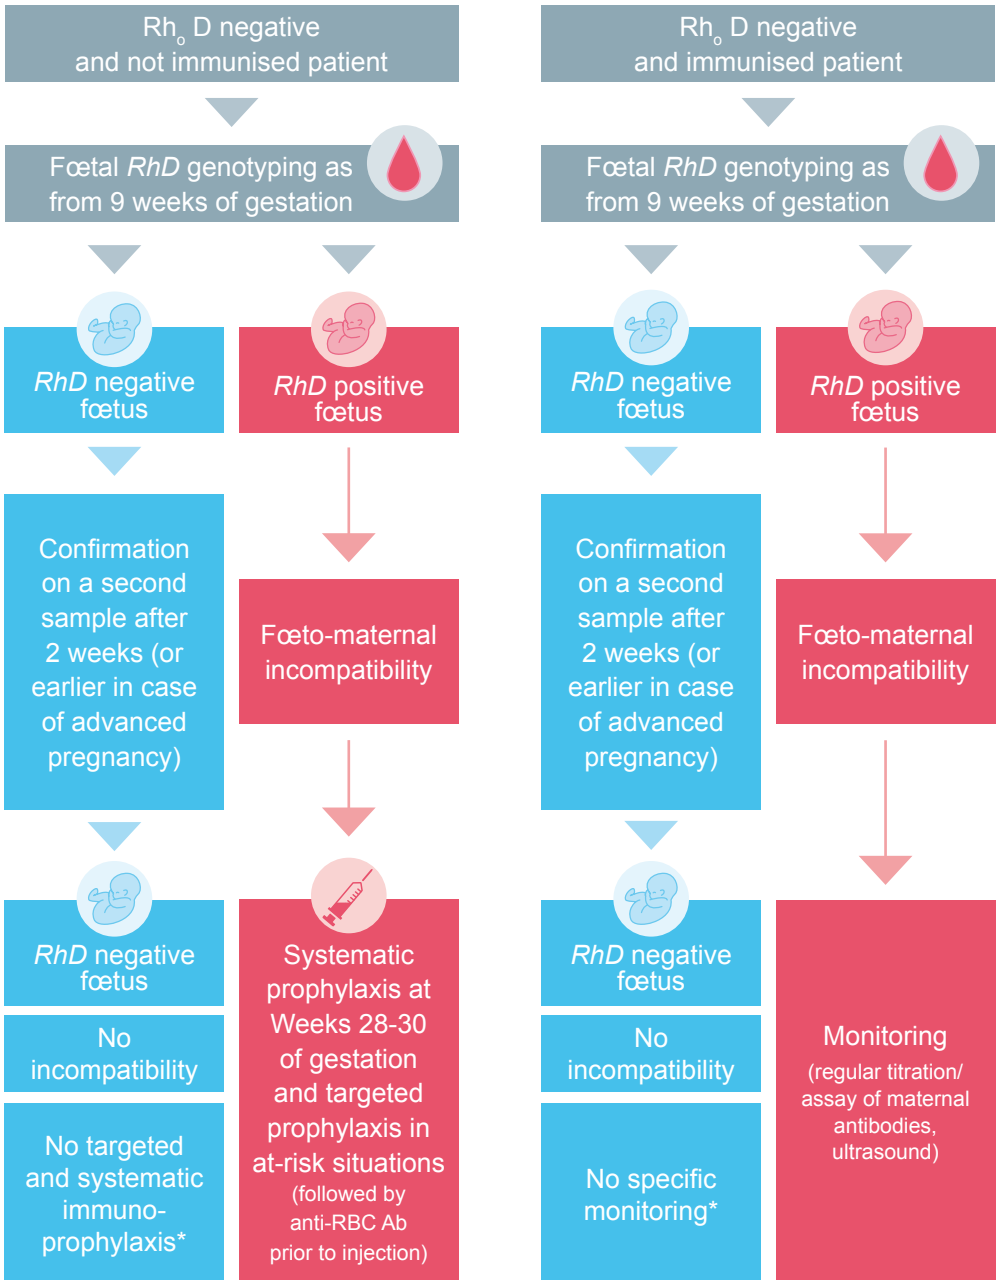 Rho D negative
and not immunised patient
Fœtal RhD genotyping as
from 9 weeks of gestation
RhD negative
fœtus
RhD positive
fœtus
Confirmation
on a second
sample after
2 weeks (or
earlier in case
of advanced
pregnancy)
Fœto-maternal
incompatibility
RhD negative
fœtus
No
incompatibility
No targeted
and systematic
immuno-
prophylaxis*
Systematic
prophylaxis at
Weeks 28-30
of gestation
and targeted
prophylaxis in
at-risk situations
(followed by
anti-RBC Ab
prior to injection)
Rho D negative
and immunised patient
Fœtal RhD genotyping as
from 9 weeks of gestation
RhD negative
fœtus
RhD positive
fœtus
Confirmation
on a second
sample after
2 weeks (or
earlier in case
of advanced
pregnancy)
Fœto-maternal
incompatibility
RhD negative
fœtus
No
incompatibility
No specific
monitoring*
Monitoring
(regular titration/
assay of maternal
antibodies,
ultrasound)